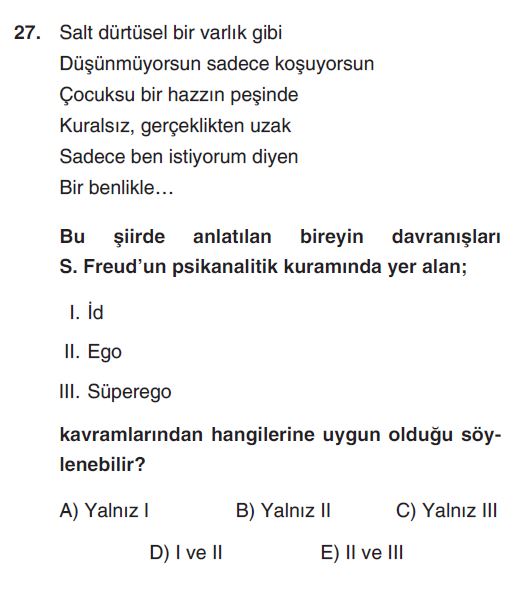 27. Salt dürtüsel bir varlık gibi
Düşünmüyorsun sadece koşuyorsun
Çocuksu bir hazzın peşinde
Kuralsız, gerçeklikten uzak
Sadece ben istiyorum diyen
Bir benlikle…
Bu şiirde anlatılan bireyin davranışları
S. Freud’un psikanalitik kuramında yer alan;
I. İd
II. Ego
III. Süperego
kavramlarından hangilerine uygun olduğu söy-
lenebilir?
A) Yalnız I B) Yalnız II C) Yalnız III
D) I ve II E) II ve III